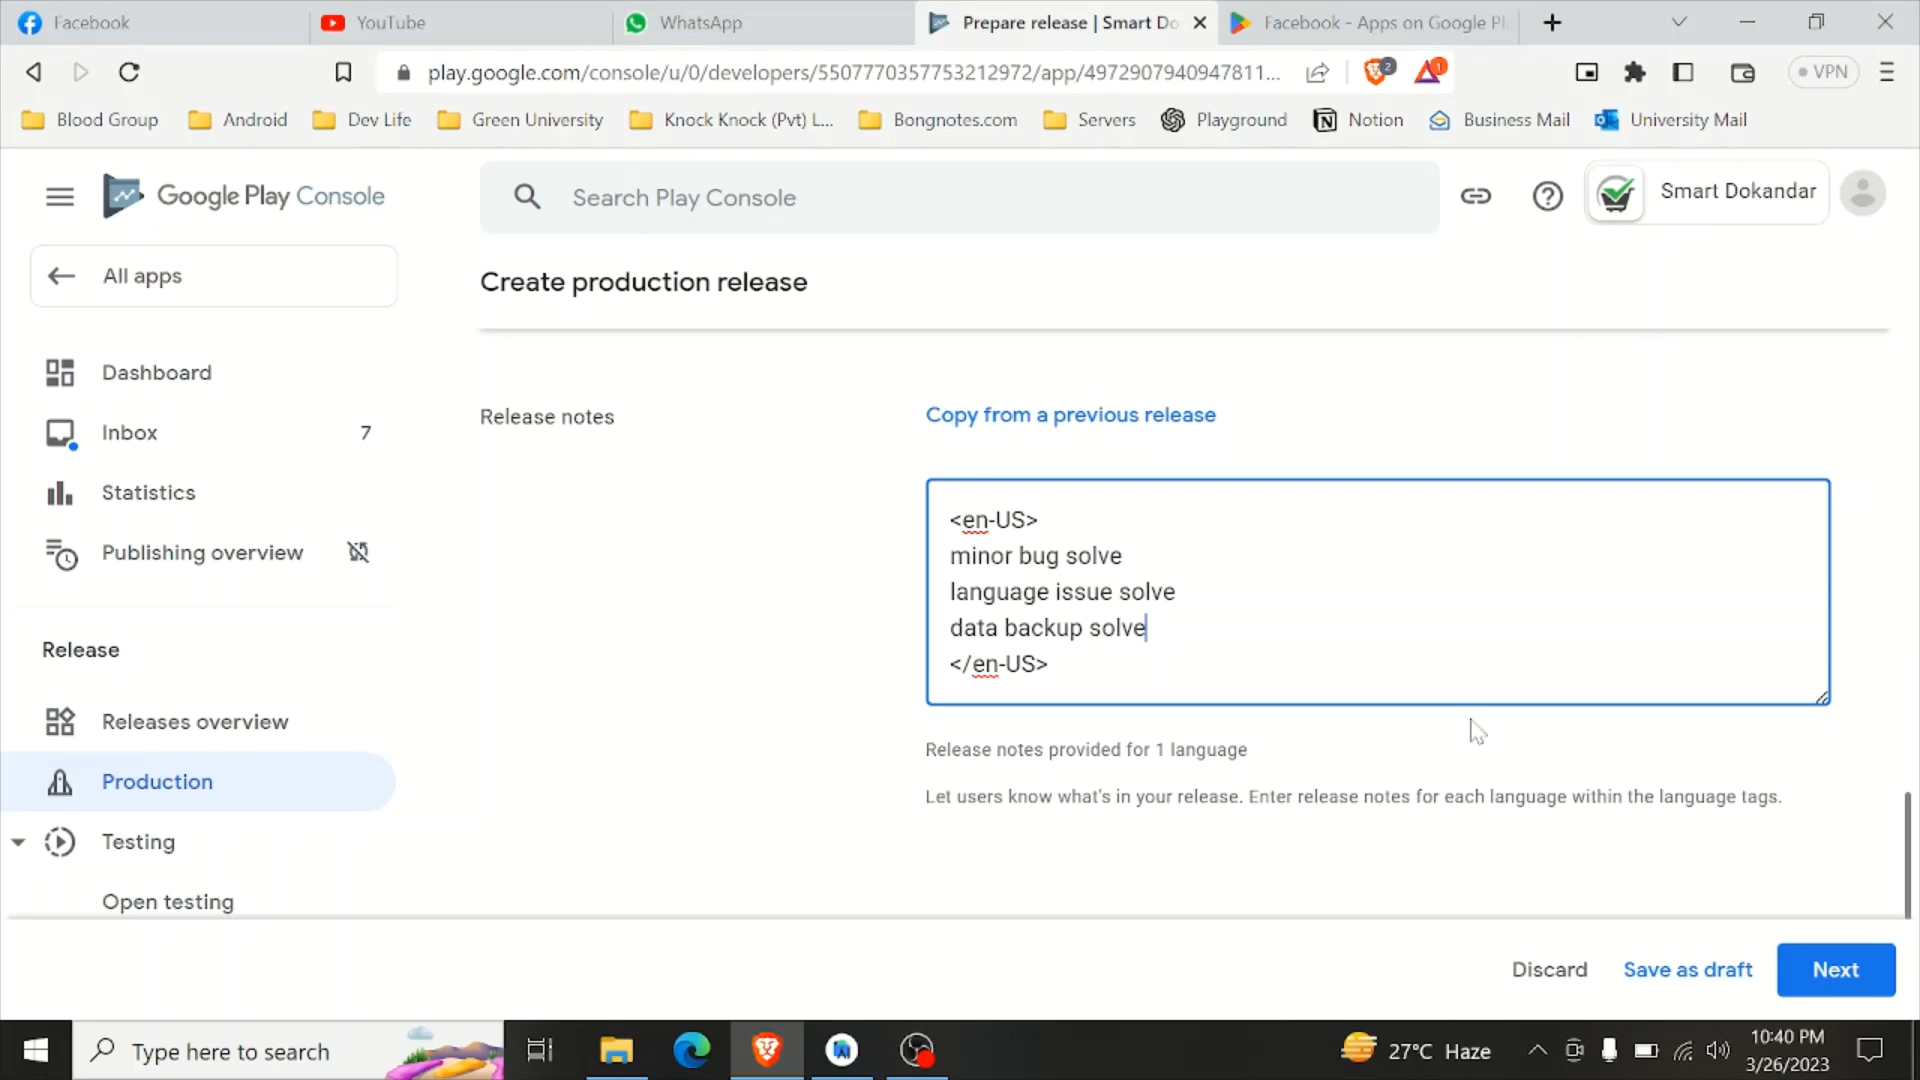 Facebook
YouTube
WhatsApp
Prepare release | Smart Do
Facebook - Apps on Google Pl
play.google.com/console/u/0/developers/5507770357753212972/app/4972907940947811...
2
1
VPN
Blood Group
Android
Dev Life
Green University
Knock Knock (Pvt) L...
Bongnotes.com
Servers
Playground
Notion
Business Mail
University Mail
Google Play Console
Search Play Console
Smart Dokandar
All apps
Create production release
Dashboard
Inbox 7
Statistics
Publishing overview
Release
Releases overview
Production
Testing
Open testing
Release notes
Copy from a previous release
<en-US>
minor bug solve
language issue solve
data backup solve
</en-US>
Release notes provided for 1 language
Let users know what's in your release. Enter release notes for each language within the language tags.
Discard
Save as draft
Next
Type here to search
27°C Haze
10:40 PM
3/26/2023